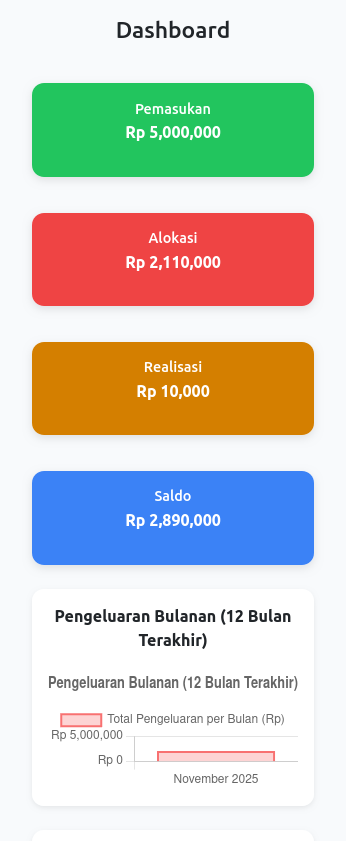 Dashboard
Pemasukan
Rp 5,000,000
Alokasi
Rp 2,110,000
Realisasi
Rp 10,000
Saldo
Rp 2,890,000
Pengeluaran Bulanan (12 Bulan
Terakhir)
Pengeluaran Bulanan (12 Bulan Terakhir)
Total Pengeluaran per Bulan (Rp)
Rp 5,000,000
Rp 0
November 2025